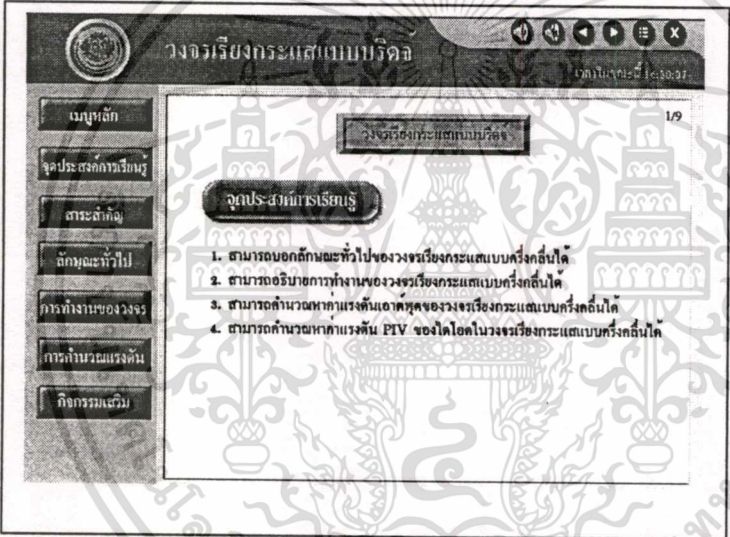 วงจรเรียงกระแสแบบบริดจ์
เวลาในขณะนี้ 14:50:57
เมนูหลัก
จุดประสงค์การเรียนรู้
สาระสำคัญ
ลักษณะทั่วไป
การทำงานของวงจร
การคำนวณแรงดัน
กิจกรรมเสริม
1/9
วงจรเรียงกระแสแบบบริดจ์
จุดประสงค์การเรียนรู้
1. สามารถบอกลักษณะทั่วไปของวงจรเรียงกระแสแบบครึ่งคลื่นได้
2. สามารถอธิบายการทำงานของวงจรเรียงกระแสแบบครึ่งคลื่นได้
3. สามารถคำนวณหาค่าแรงดันเอาต์พุตของวงจรเรียงกระแสแบบครึ่งคลื่นได้
4. สามารถคำนวณหาค่าแรงดัน PIV ของไดโอดในวงจรเรียงกระแสแบบครึ่งคลื่นได้